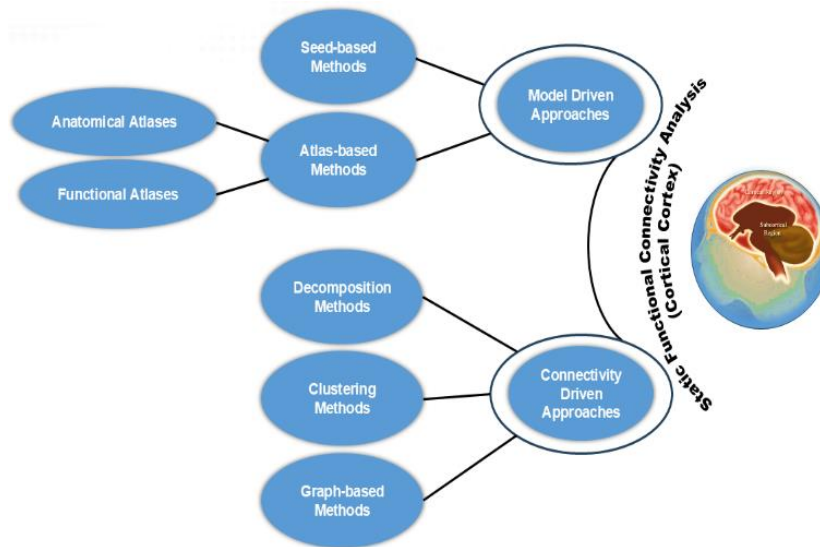 Seed-based
Methods
Model Driven
Approaches
Anatomical Atlases
Atlas-based
Methods
Functional Atlases
Static Functional Connectivity Analysis
(Cortical Cortex)
Subcortical
Region
Decomposition
Methods
Clustering
Methods
Connectivity
Driven
Approaches
Graph-based
Methods